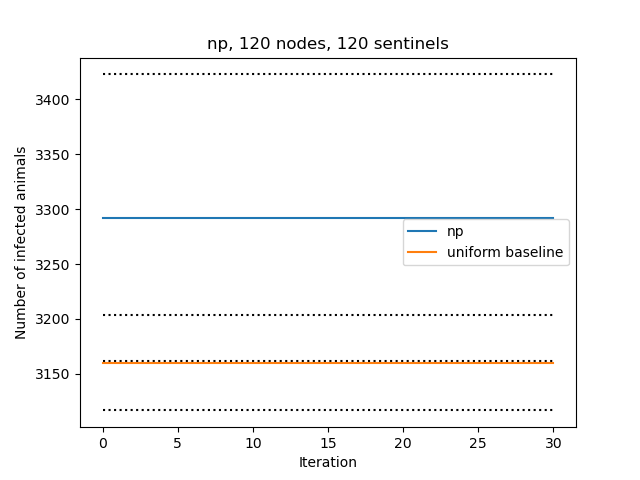 np, 120 nodes, 120 sentinels
Number of infected animals
3400
3350
3300
3250
3200
3150
np
uniform baseline
0 5 10 15 20 25 30
Iteration